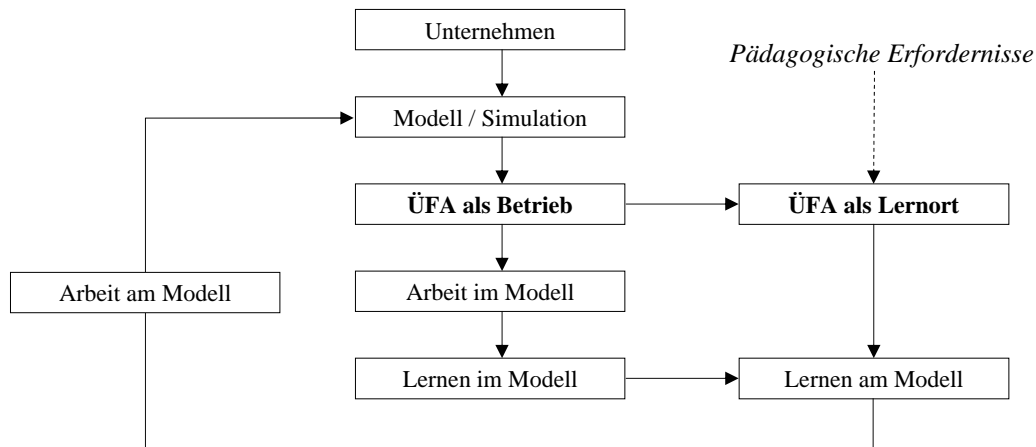 Unternehmen
Pädagogische Erfordernisse
Modell / Simulation
ÜFA als Betrieb
ÜFA als Lernort
Arbeit am Modell
Arbeit im Modell
Lernen im Modell
Lernen am Modell